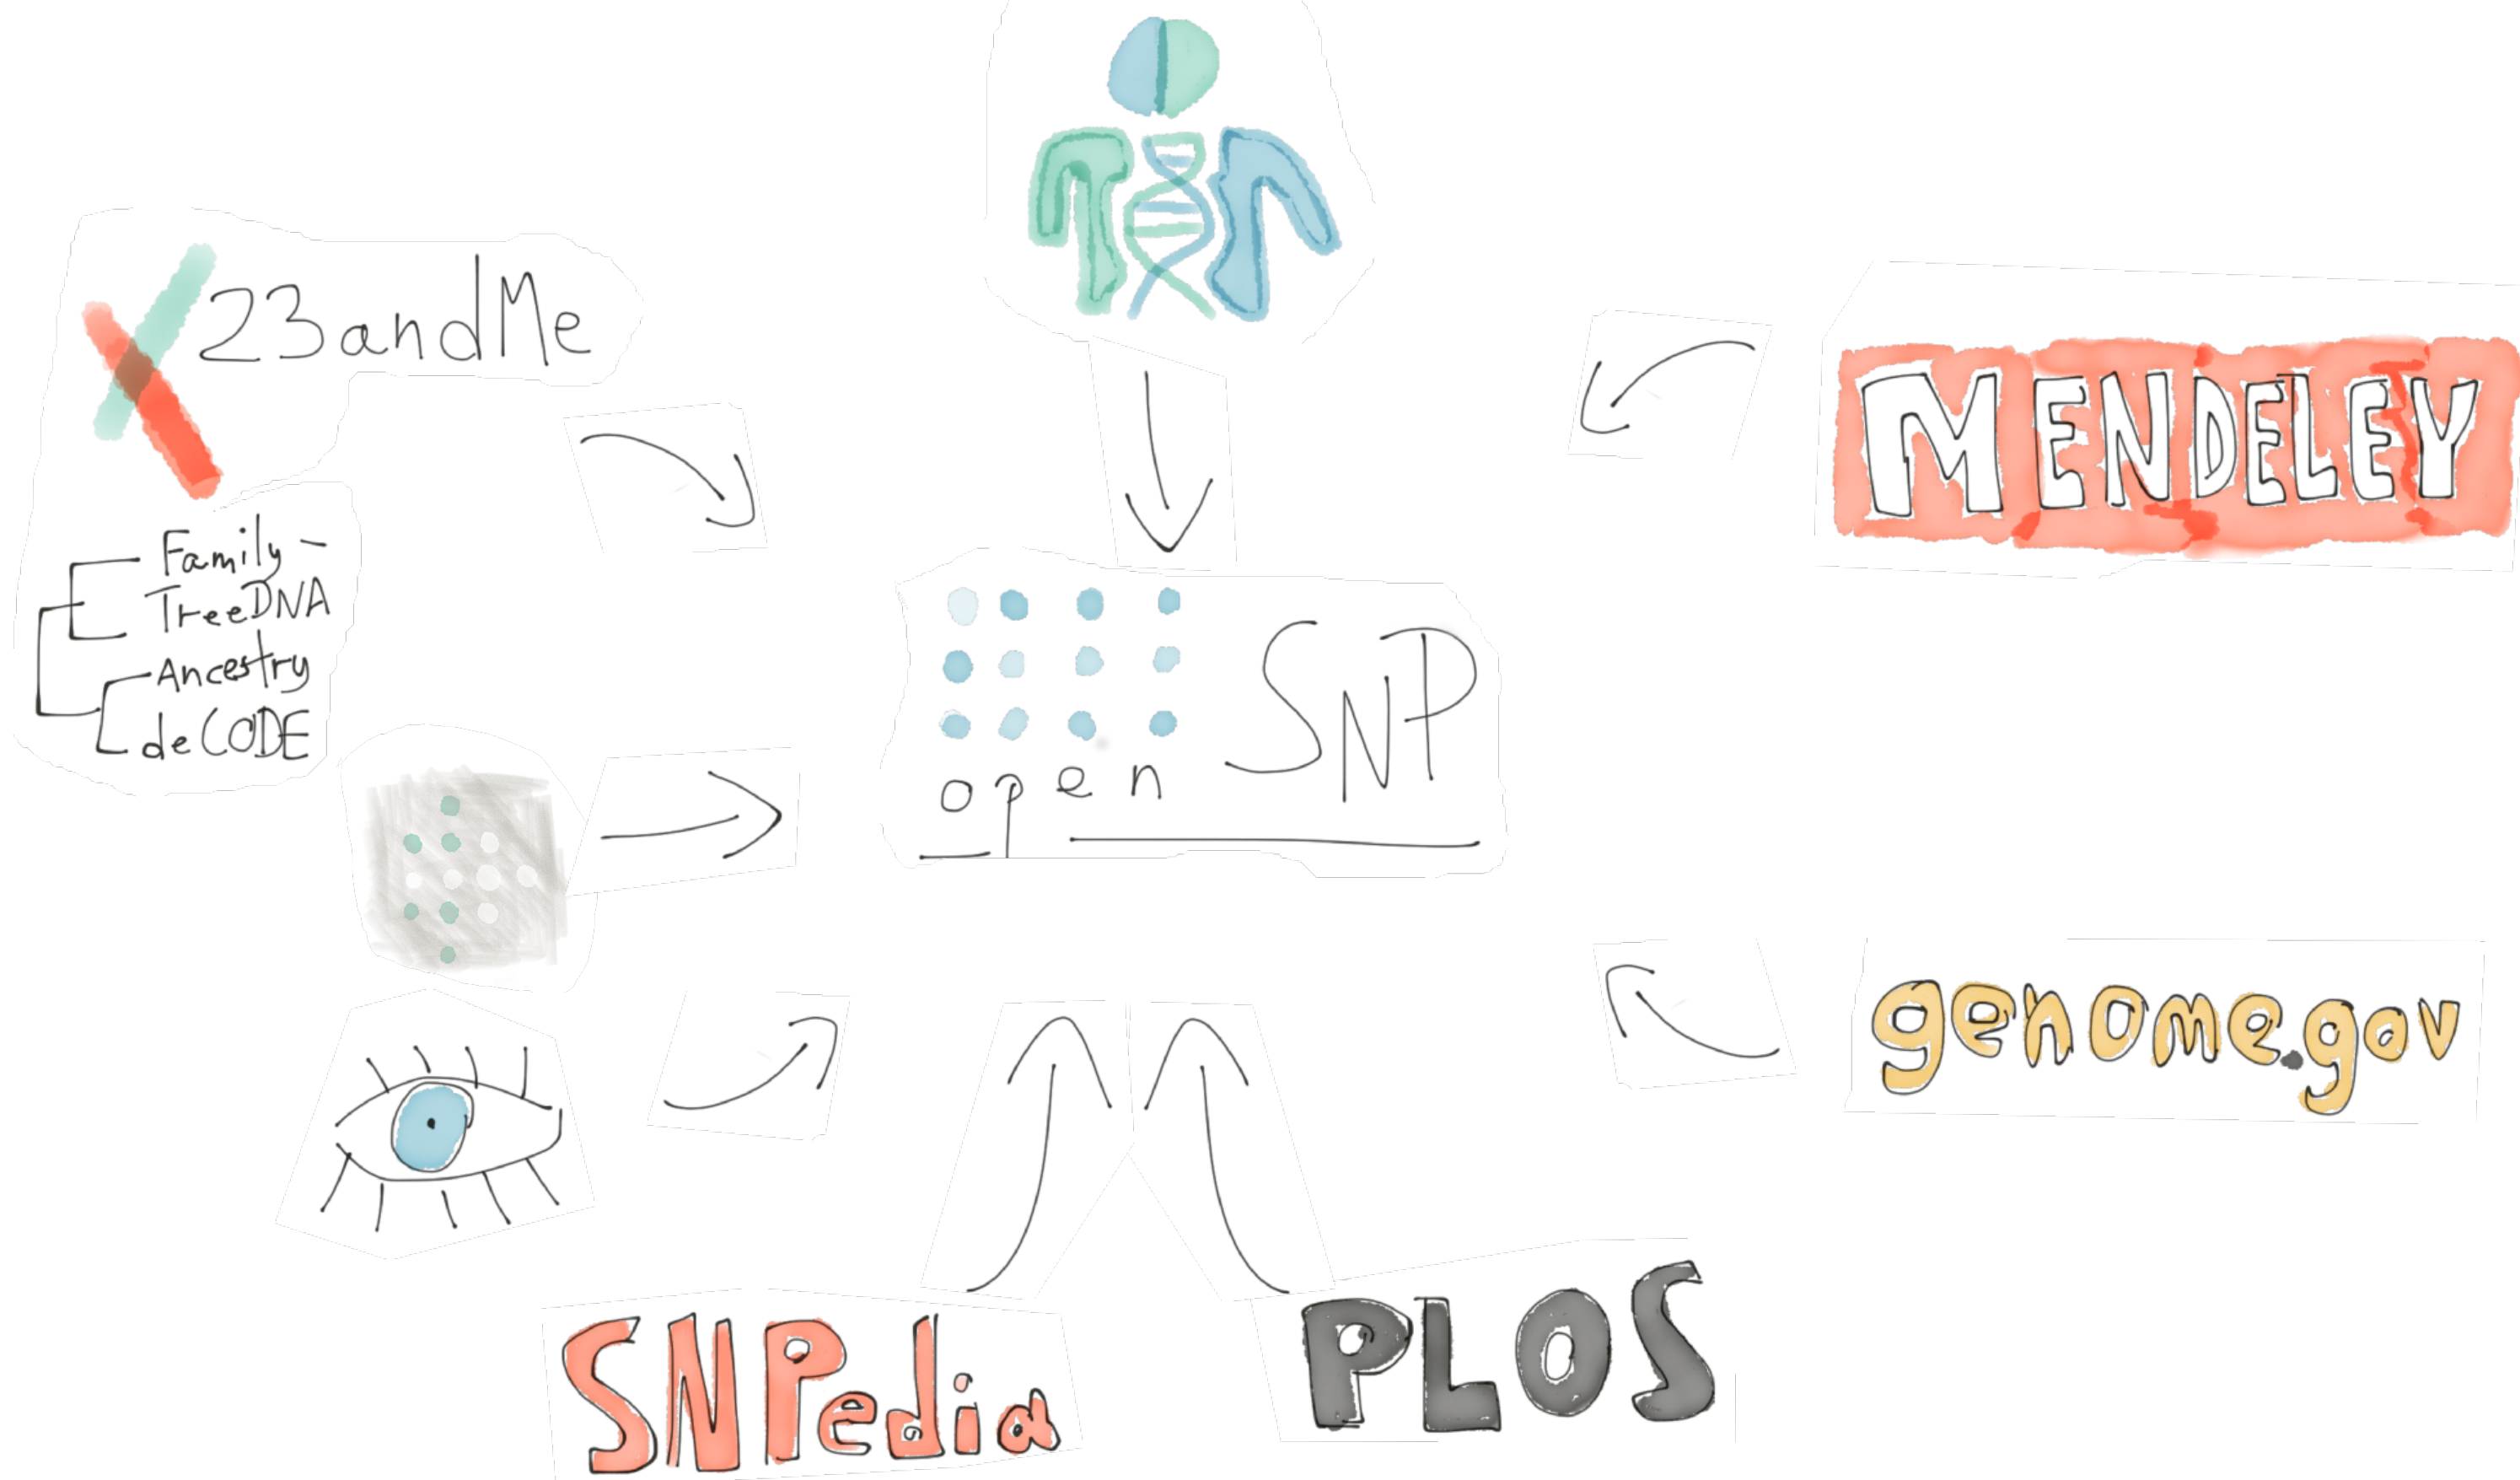 23andMe
MENDELEY
Family-
TreeDNA
Ancestry
deCODE
open SNP
genome.gov
SNPedia
PLOS